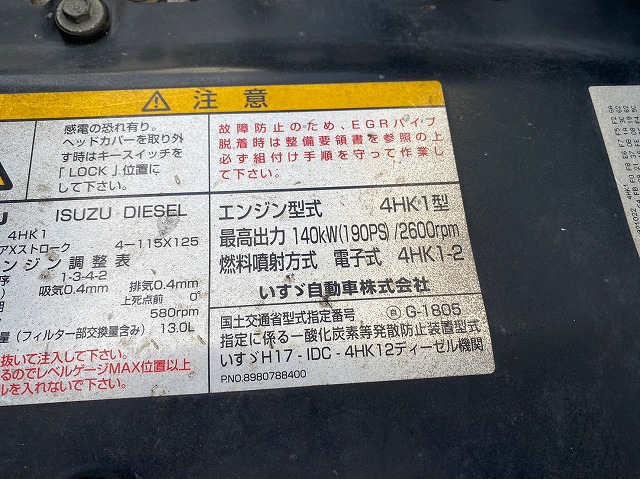 注意
感電の恐れ有り。
ヘッドカバーを取り外
す時はキースイッチを
「LOCK」位置に
して下さい。
故障防止のため、EGRパイプ
脱着時は整備要領書を参照の上
必ず組付け手順を守って作業し
て下さい。
U ISUZU DIESEL
4HK1
アXストローク 4-115X125
ンジン調整表
序 1-3-4-2
吸気0.4mm 排気0.4mm
上死点前 0°
580rpm
量(フィルター部交換量含み) 13.0L
抜いて注入して下さい。
るのでレベルゲージMAX位置以上
ルを入れないで下さい。
エンジン型式 4HK1型
最高出力 140kW(190PS)/2600rpm
燃料噴射方式 電子式 4HK1-2
いすゞ自動車株式会社
国土交通省型式指定番号 G-1805
指定に係る一酸化炭素等発散防止装置型式
いすゞH17-IDC-4HK12ディーゼル機関
PNO.8980788400